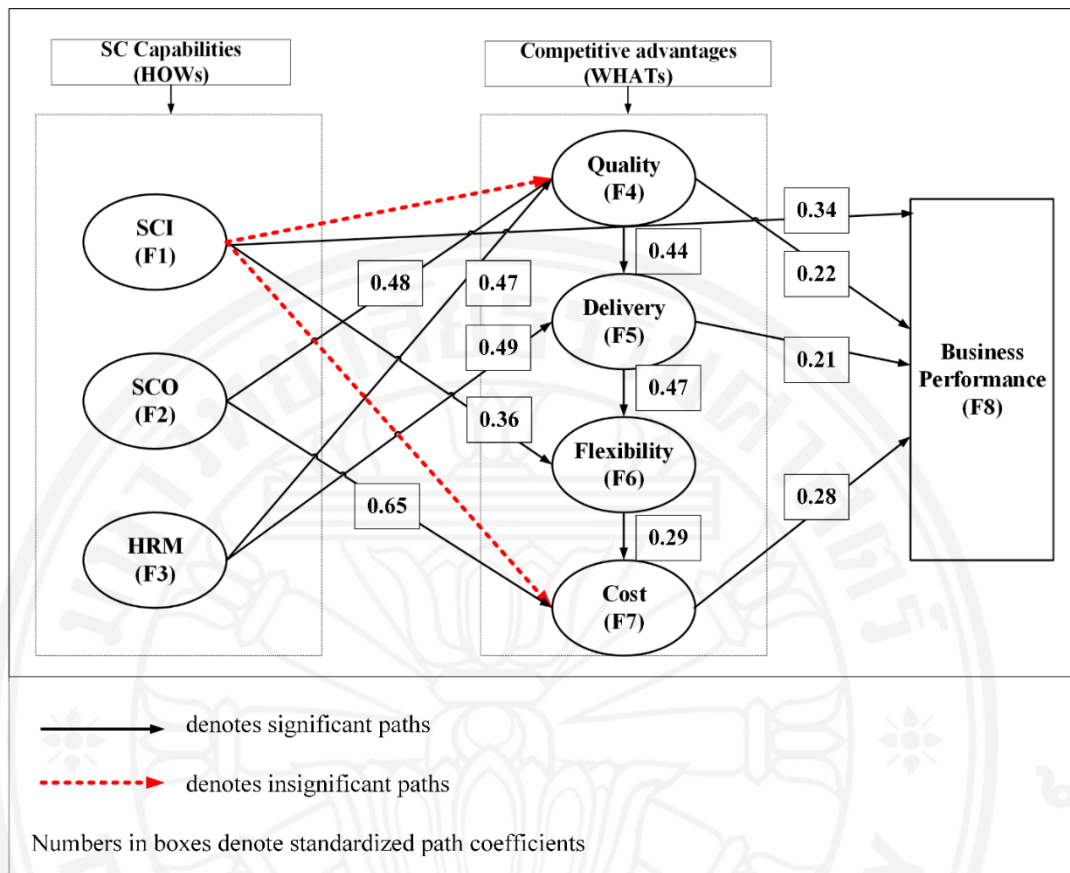 SC Capabilities
(HOWs)
Competitive advantages
(WHATs)
SCI
(F1)
SCO
(F2)
HRM
(F3)
0.48
0.47
0.49
0.36
0.65
Quality
(F4)
0.44
Delivery
(F5)
0.47
Flexibility
(F6)
0.29
Cost
(F7)
0.34
0.22
0.21
0.28
Business
Performance
(F8)
denotes significant paths
denotes insignificant paths
Numbers in boxes denote standardized path coefficients